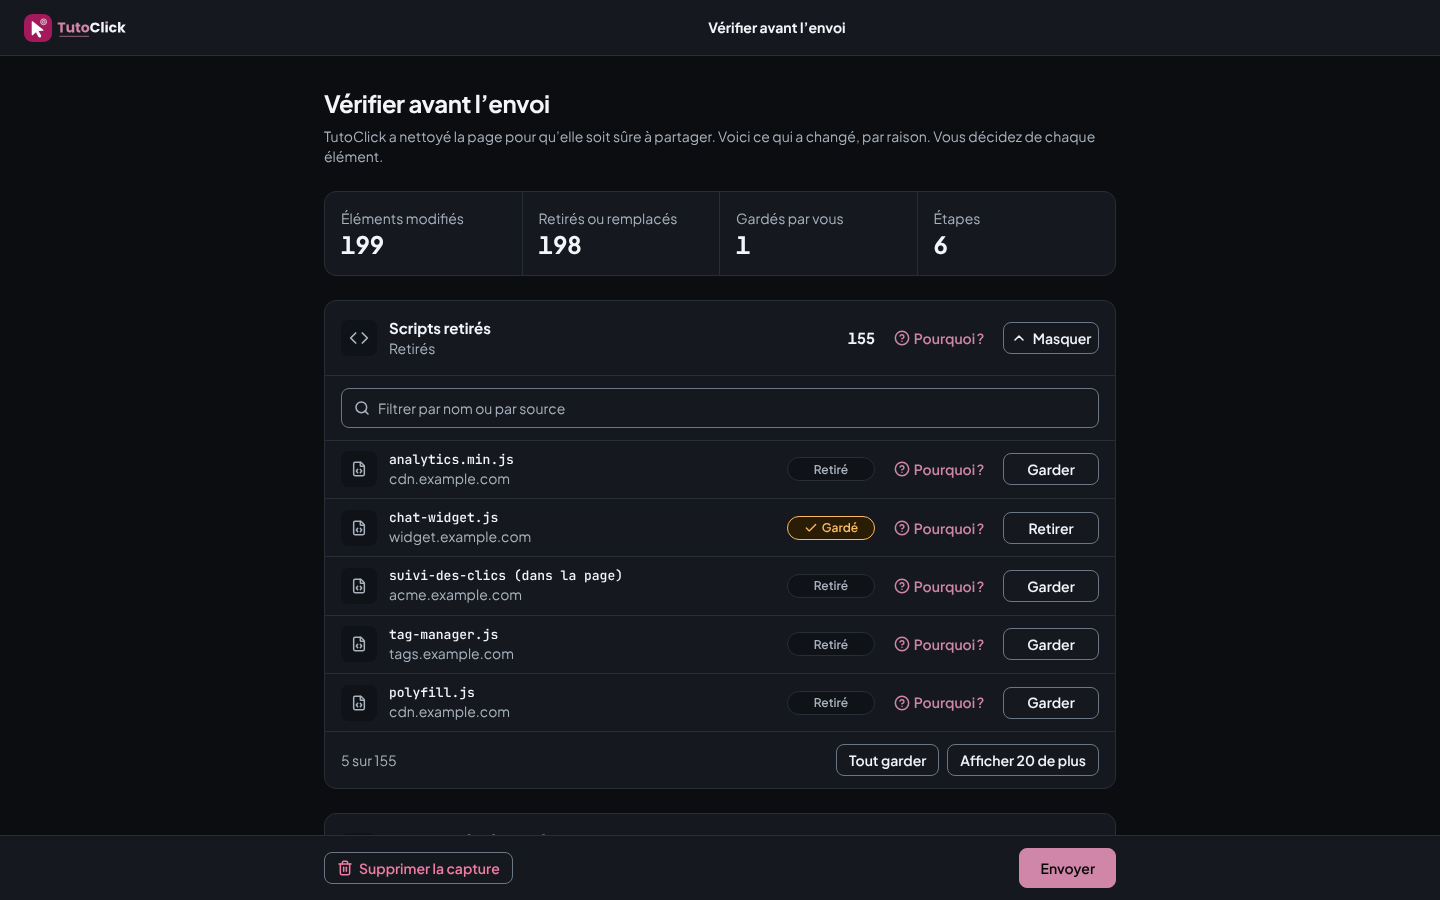 TutoClick
Vérifier avant l’envoi
Vérifier avant l’envoi
TutoClick a nettoyé la page pour qu’elle soit sûre à partager. Voici ce qui a changé, par raison. Vous décidez de chaque
élément.
Éléments modifiés
199
Retirés ou remplacés
198
Gardés par vous
1
Étapes
6
Scripts retirés
Retirés
155
Pourquoi ?
Masquer
Filtrer par nom ou par source
analytics.min.js
cdn.example.com
Retiré
Pourquoi ?
Garder
chat-widget.js
widget.example.com
Gardé
Pourquoi ?
Retirer
suivi-des-clics (dans la page)
acme.example.com
Retiré
Pourquoi ?
Garder
tag-manager.js
tags.example.com
Retiré
Pourquoi ?
Garder
polyfill.js
cdn.example.com
Retiré
Pourquoi ?
Garder
5 sur 155
Tout garder
Afficher 20 de plus
Supprimer la capture
Envoyer